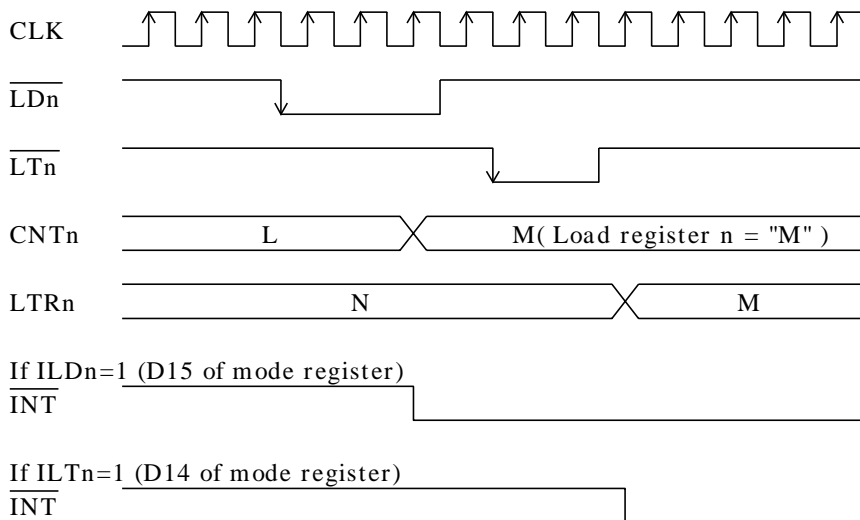 CLK
LDn
LTn
CNTn L M( Load register n = "M" )
LTRn N M
If ILDn=1 (D15 of mode register)
INT
If ILTn=1 (D14 of mode register)
INT